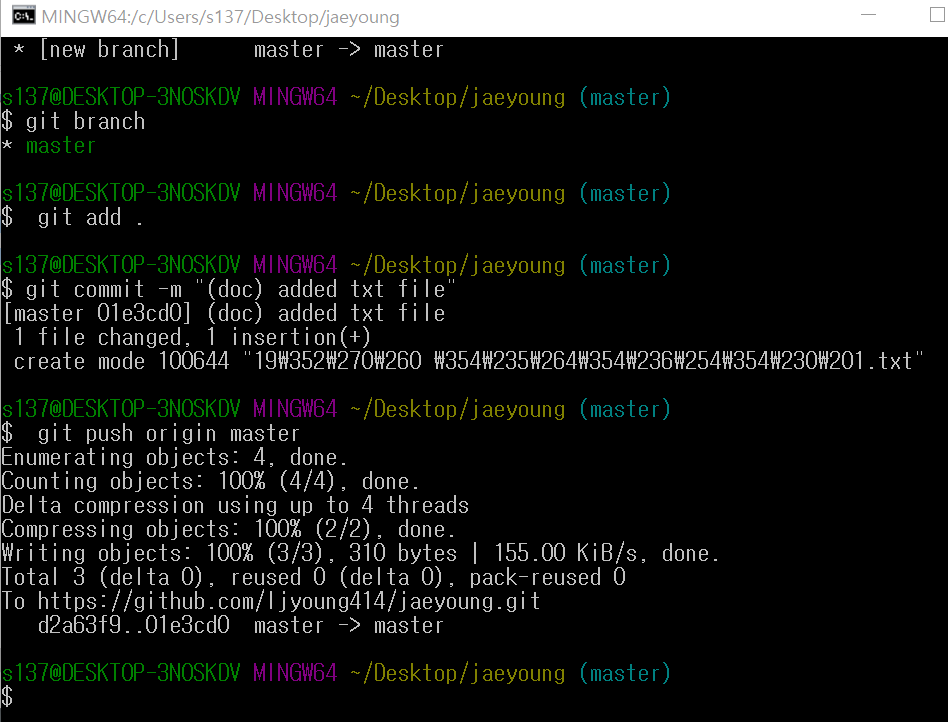 MINGW64:/c/Users/s137/Desktop/jaeyoung
* [new branch]      master -> master
s137@DESKTOP-3NOSKDV MINGW64 ~/Desktop/jaeyoung (master)
$ git branch
* master
s137@DESKTOP-3NOSKDV MINGW64 ~/Desktop/jaeyoung (master)
$  git add .
s137@DESKTOP-3NOSKDV MINGW64 ~/Desktop/jaeyoung (master)
$ git commit -m "(doc) added txt file"
[master 01e3cd0] (doc) added txt file
 1 file changed, 1 insertion(+)
 create mode 100644 "19₩352₩270₩260 ₩354₩235₩264₩354₩236₩254₩354₩230₩201.txt"
s137@DESKTOP-3NOSKDV MINGW64 ~/Desktop/jaeyoung (master)
$  git push origin master
Enumerating objects: 4, done.
Counting objects: 100% (4/4), done.
Delta compression using up to 4 threads
Compressing objects: 100% (2/2), done.
Writing objects: 100% (3/3), 310 bytes | 155.00 KiB/s, done.
Total 3 (delta 0), reused 0 (delta 0), pack-reused 0
To https://github.com/ljyoung414/jaeyoung.git
   d2a63f9..01e3cd0  master -> master
s137@DESKTOP-3NOSKDV MINGW64 ~/Desktop/jaeyoung (master)
$